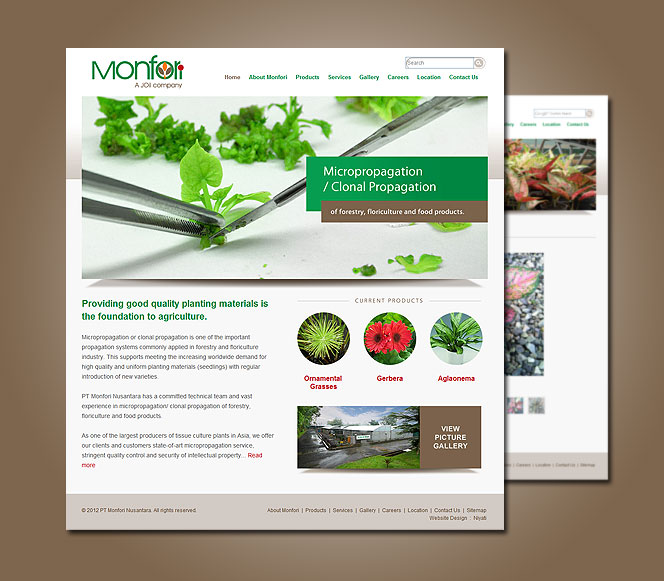 Monfori
A JOil company
Search
Home About Monfori Products Services Gallery Careers Location Contact Us
Micropropagation
/ Clonal Propagation
of forestry, floriculture and food products.
Providing good quality planting materials is
the foundation to agriculture.
Micropropagation or clonal propagation is one of the important
propagation systems commonly applied in forestry and floriculture
industry. This supports meeting the increasing worldwide demand for
high quality and uniform planting materials (seedlings) with regular
introduction of new varieties.
PT Monfori Nusantara has a committed technical team and vast
experience in micropropagation/ clonal propagation of forestry,
floriculture and food products.
As one of the largest producers of tissue culture plants in Asia, we offer
our clients and customers state-of-art micropropagation service,
stringent quality control and security of intellectual property... Read
more
CURRENT PRODUCTS
Ornamental
Grasses
Gerbera
Aglaonema
VIEW
PICTURE
GALLERY
© 2012 PT Monfori Nusantara. All rights reserved.
About Monfori | Products | Services | Gallery | Careers | Location | Contact Us | Sitemap
Website Design : Niyati
Careers Location Contact Us
| Careers | Location | Contact Us | Sitemap